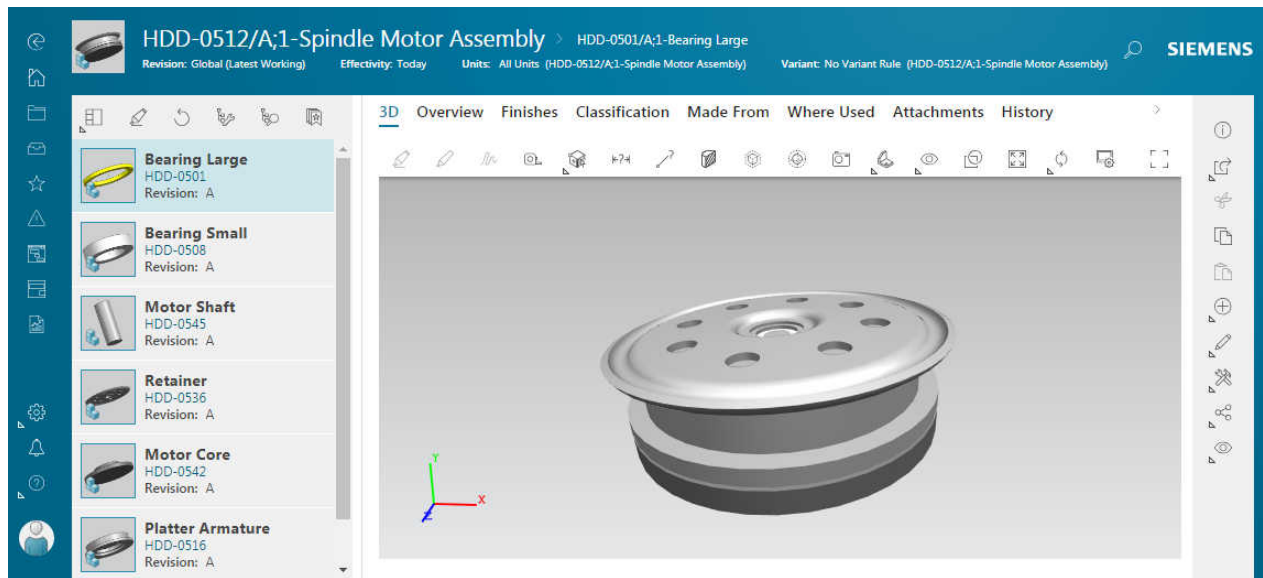 HDD-0512/A;1-Spindle Motor Assembly > HDD-0501/A;1-Bearing Large
Revision: Global (Latest Working) Effectivity: Today Units: All Units (HDD-0512/A;1-Spindle Motor Assembly) Variant: No Variant Rule (HDD-0512/A;1-Spindle Motor Assembly)
SIEMENS
3D Overview Finishes Classification Made From Where Used Attachments History
Bearing Large
HDD-0501
Revision: A
Bearing Small
HDD-0508
Revision: A
Motor Shaft
HDD-0545
Revision: A
Retainer
HDD-0536
Revision: A
Motor Core
HDD-0542
Revision: A
Platter Armature
HDD-0516
Revision: A
Y
X
Z